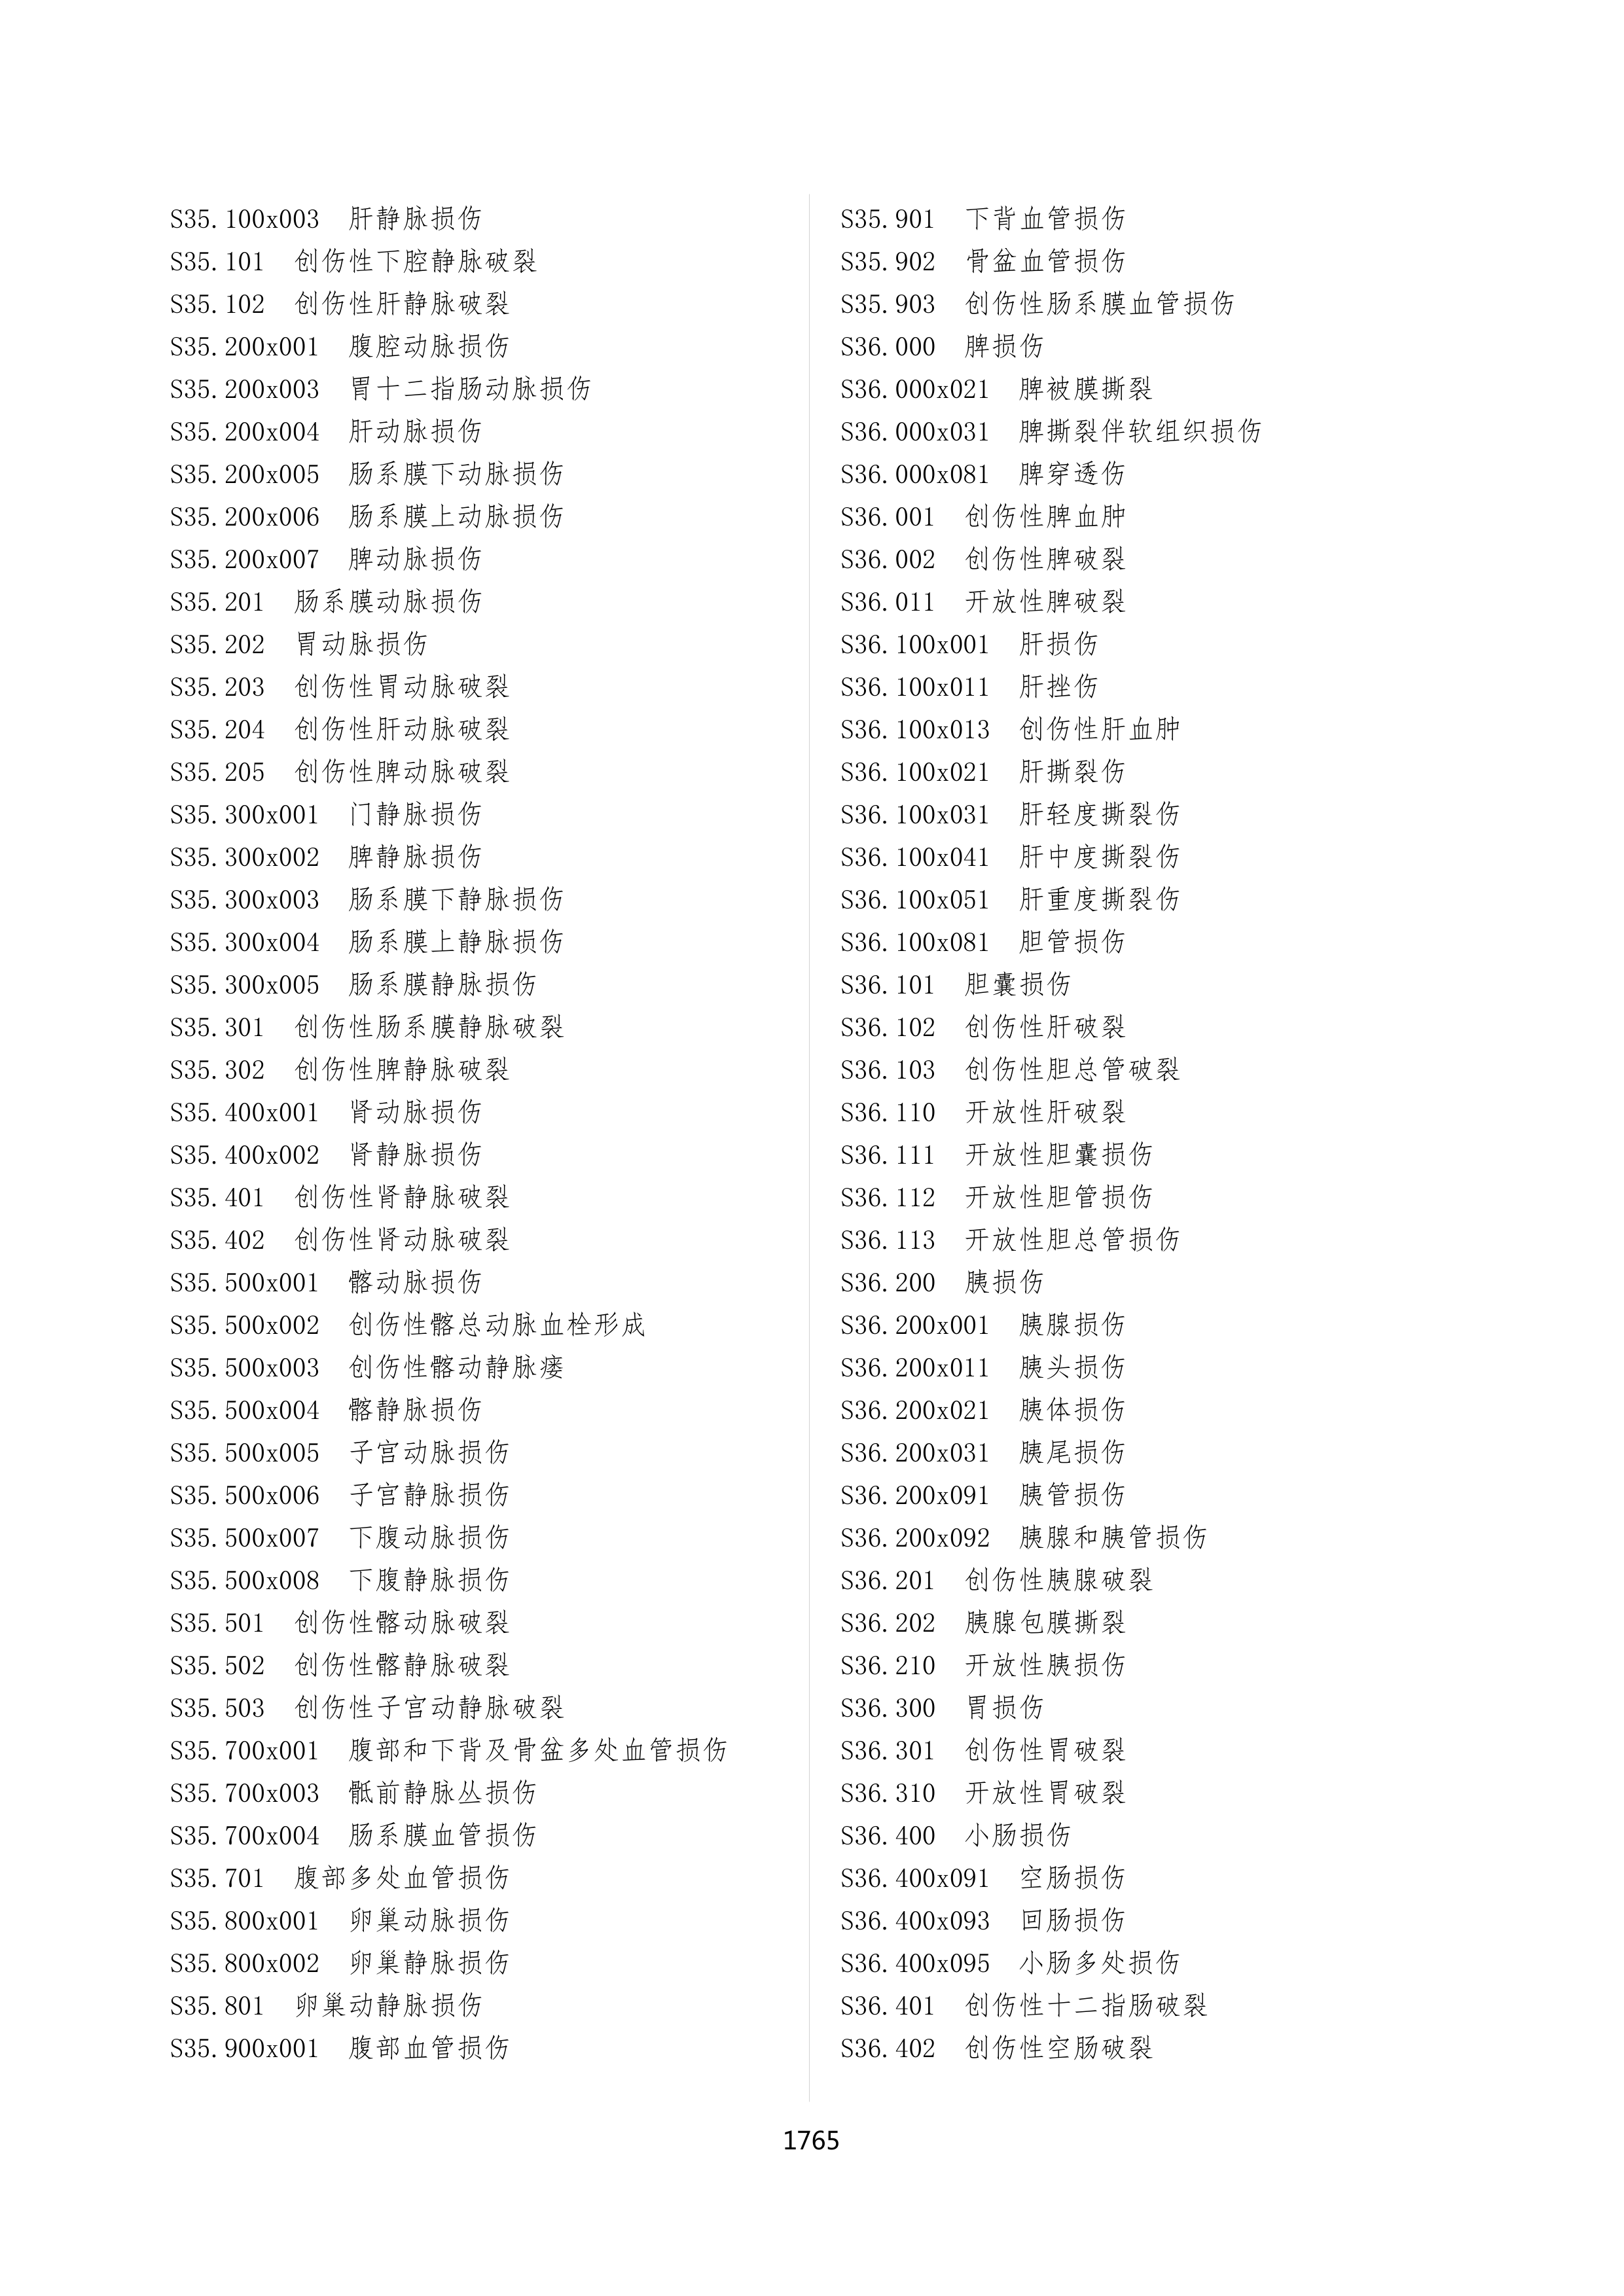 S35.100x003 肝静脉损伤
S35.101 创伤性下腔静脉破裂
S35.102 创伤性肝静脉破裂
S35.200x001 腹腔动脉损伤
S35.200x003 胃十二指肠动脉损伤
S35.200x004 肝动脉损伤
S35.200x005 肠系膜下动脉损伤
S35.200x006 肠系膜上动脉损伤
S35.200x007 脾动脉损伤
S35.201 肠系膜动脉损伤
S35.202 胃动脉损伤
S35.203 创伤性胃动脉破裂
S35.204 创伤性肝动脉破裂
S35.205 创伤性脾动脉破裂
S35.300x001 门静脉损伤
S35.300x002 脾静脉损伤
S35.300x003 肠系膜下静脉损伤
S35.300x004 肠系膜上静脉损伤
S35.300x005 肠系膜静脉损伤
S35.301 创伤性肠系膜静脉破裂
S35.302 创伤性脾静脉破裂
S35.400x001 肾动脉损伤
S35.400x002 肾静脉损伤
S35.401 创伤性肾静脉破裂
S35.402 创伤性肾动脉破裂
S35.500x001 髂动脉损伤
S35.500x002 创伤性髂总动脉血栓形成
S35.500x003 创伤性髂动静脉瘘
S35.500x004 髂静脉损伤
S35.500x005 子宫动脉损伤
S35.500x006 子宫静脉损伤
S35.500x007 下腹动脉损伤
S35.500x008 下腹静脉损伤
S35.501 创伤性髂动脉破裂
S35.502 创伤性髂静脉破裂
S35.503 创伤性子宫动静脉破裂
S35.700x001 腹部和下背及骨盆多处血管损伤
S35.700x003 骶前静脉丛损伤
S35.700x004 肠系膜血管损伤
S35.701 腹部多处血管损伤
S35.800x001 卵巢动脉损伤
S35.800x002 卵巢静脉损伤
S35.801 卵巢动静脉损伤
S35.900x001 腹部血管损伤
S35.901 下背血管损伤
S35.902 骨盆血管损伤
S35.903 创伤性肠系膜血管损伤
S36.000 脾损伤
S36.000x021 脾被膜撕裂
S36.000x031 脾撕裂伴软组织损伤
S36.000x081 脾穿透伤
S36.001 创伤性脾血肿
S36.002 创伤性脾破裂
S36.011 开放性脾破裂
S36.100x001 肝损伤
S36.100x011 肝挫伤
S36.100x013 创伤性肝血肿
S36.100x021 肝撕裂伤
S36.100x031 肝轻度撕裂伤
S36.100x041 肝中度撕裂伤
S36.100x051 肝重度撕裂伤
S36.100x081 胆管损伤
S36.101 胆囊损伤
S36.102 创伤性肝破裂
S36.103 创伤性胆总管破裂
S36.110 开放性肝破裂
S36.111 开放性胆囊损伤
S36.112 开放性胆管损伤
S36.113 开放性胆总管损伤
S36.200 胰损伤
S36.200x001 胰腺损伤
S36.200x011 胰头损伤
S36.200x021 胰体损伤
S36.200x031 胰尾损伤
S36.200x091 胰管损伤
S36.200x092 胰腺和胰管损伤
S36.201 创伤性胰腺破裂
S36.202 胰腺包膜撕裂
S36.210 开放性胰损伤
S36.300 胃损伤
S36.301 创伤性胃破裂
S36.310 开放性胃破裂
S36.400 小肠损伤
S36.400x091 空肠损伤
S36.400x093 回肠损伤
S36.400x095 小肠多处损伤
S36.401 创伤性十二指肠破裂
S36.402 创伤性空肠破裂
1765